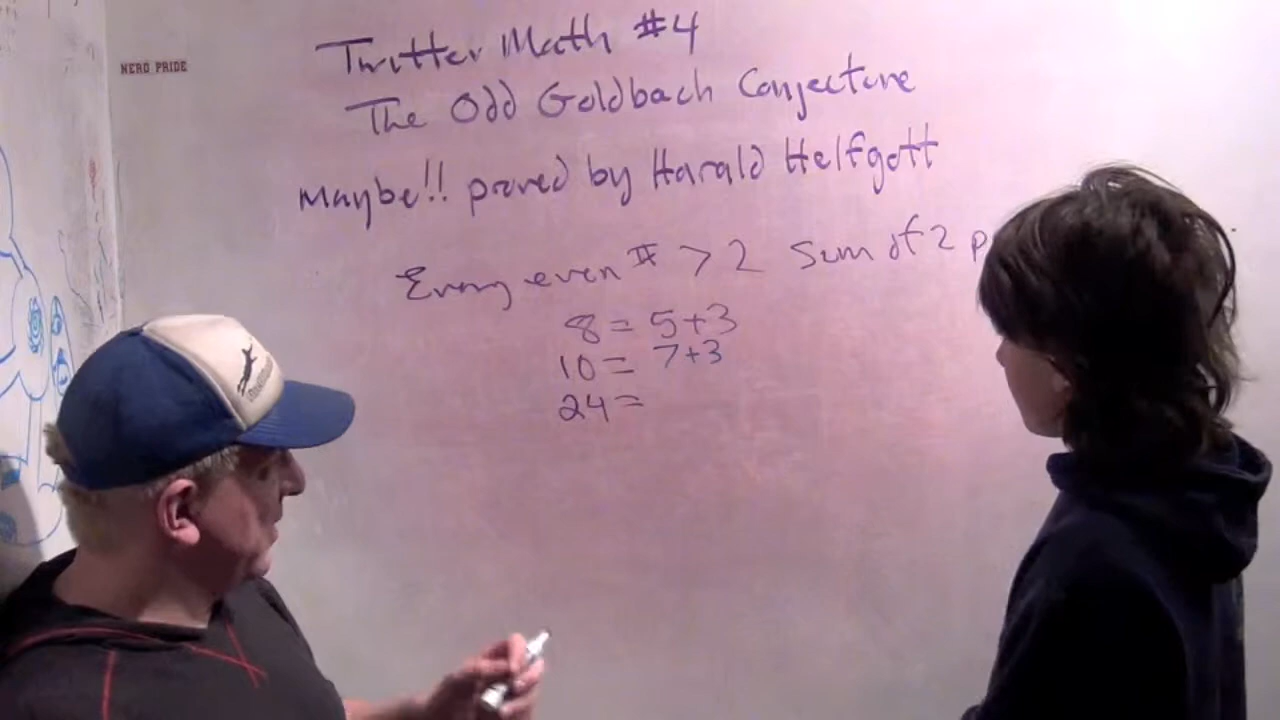 Twitter Math #4
NERD PRIDE
The Odd Goldbach Conjecture
Maybe!! proved by Harald Helfgott
Every even # > 2 Sum of 2 p
8 = 5+3
10 = 7+3
24 =